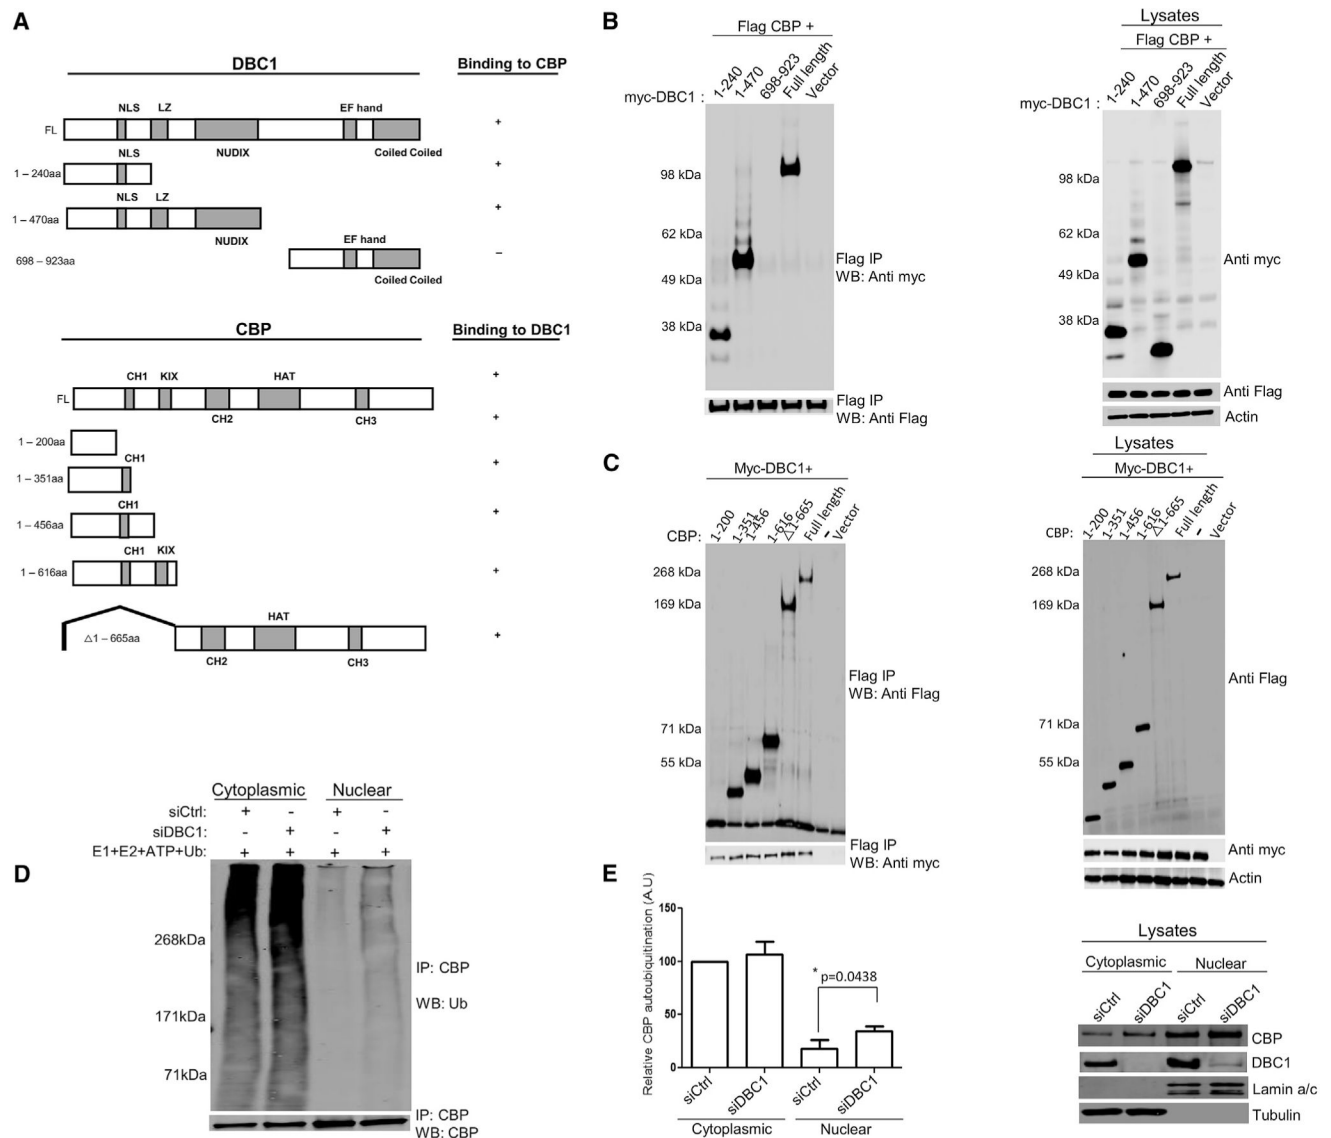 A
DBC1 Binding to CBP
NLS LZ EF hand
FL +
NUDIX Coiled Coiled
NLS
1 – 240aa +
NLS LZ
1 – 470aa +
NUDIX EF hand
698 – 923aa –
Coiled Coiled
CBP Binding to DBC1
CH1 KIX HAT +
FL
CH2 CH3 +
1 – 200aa
CH1 +
1 – 351aa
CH1 +
1 – 456aa
CH1 KIX
1 – 616aa +
HAT
△1 – 665aa +
CH2 CH3
B
Flag CBP +
myc-DBC1 : 1-240 1-470 698-923 Full length Vector
98 kDa
62 kDa
49 kDa
38 kDa
Flag IP
WB: Anti myc
Flag IP
WB: Anti Flag
Lysates
Flag CBP +
myc-DBC1 : 1-240 1-470 698-923 Full length Vector
98 kDa
62 kDa
49 kDa
38 kDa
Anti myc
Anti Flag
Actin
C
Myc-DBC1+
CBP: 1-200 1-351 1-456 1-616 △1-665 Full length - Vector
268 kDa
169 kDa
71 kDa
55 kDa
Flag IP
WB: Anti Flag
Flag IP
WB: Anti myc
Lysates
Myc-DBC1+
CBP: 1-200 1-351 1-456 1-616 △1-665 Full length - Vector
268 kDa
169 kDa
71 kDa
55 kDa
Anti Flag
Anti myc
Actin
D
Cytoplasmic Nuclear
siCtrl: + - + -
siDBC1: - + - +
E1+E2+ATP+Ub: + + + +
268kDa
171kDa
71kDa
IP: CBP
WB: Ub
IP: CBP
WB: CBP
E
Relative CBP autoubiquitination (A.U)
150
100
50
0
* p=0.0438
siCtrl siDBC1 siCtrl siDBC1
Cytoplasmic Nuclear
Lysates
Cytoplasmic Nuclear
siCtrl siDBC1 siCtrl siDBC1
CBP
DBC1
Lamin a/c
Tubulin